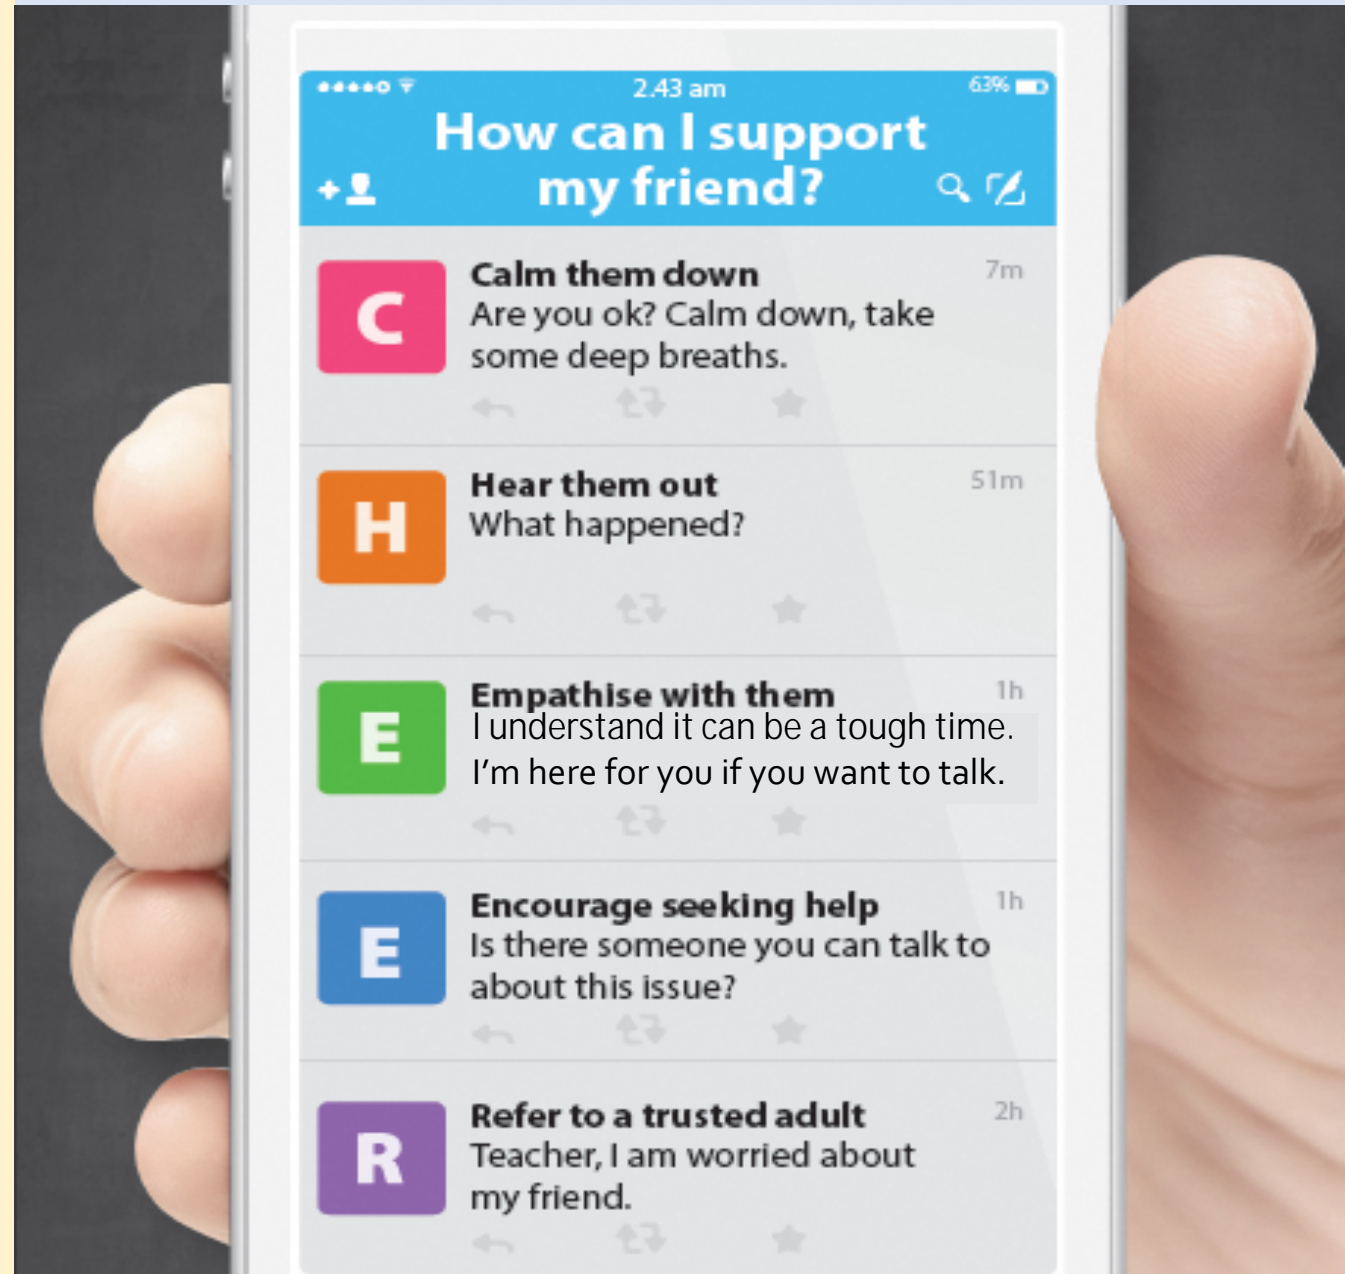 2.43 am 63%
How can I support
my friend?
C
Calm them down 7m
Are you ok? Calm down, take
some deep breaths.
H
Hear them out 51m
What happened?
E
Empathise with them 1h
I understand it can be a tough time.
I'm here for you if you want to talk.
E
Encourage seeking help 1h
Is there someone you can talk to
about this issue?
R
Refer to a trusted adult 2h
Teacher, I am worried about
my friend.